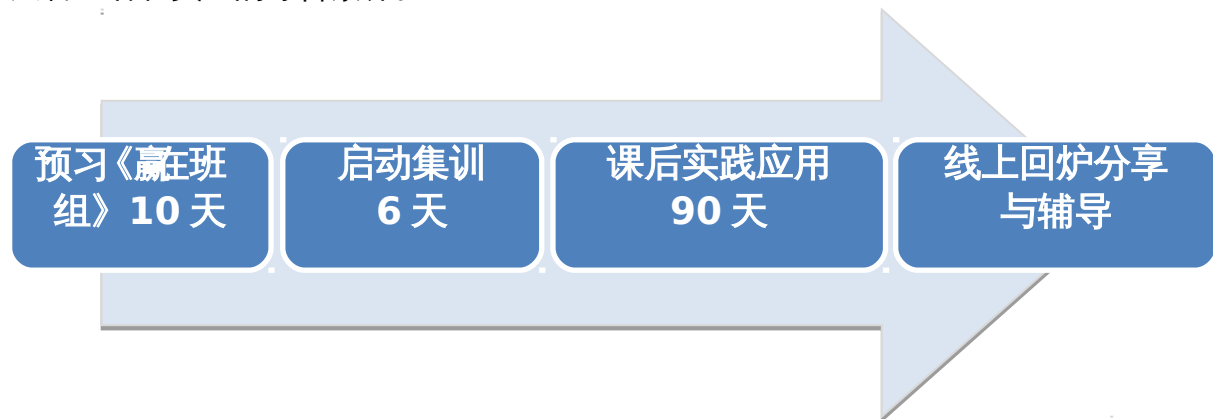 预习《赢在班
组》10 天
启动集训
6 天
课后实践应用
90 天
线上回炉分享
与辅导